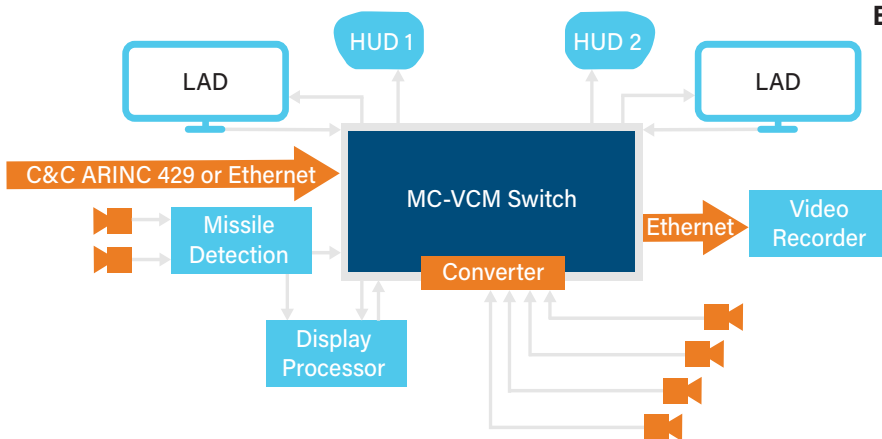 E
HUD 1
HUD 2
LAD
LAD
C&C ARINC 429 or Ethernet
MC-VCM Switch
Missile
Detection
Ethernet
Video
Recorder
Converter
Display
Processor